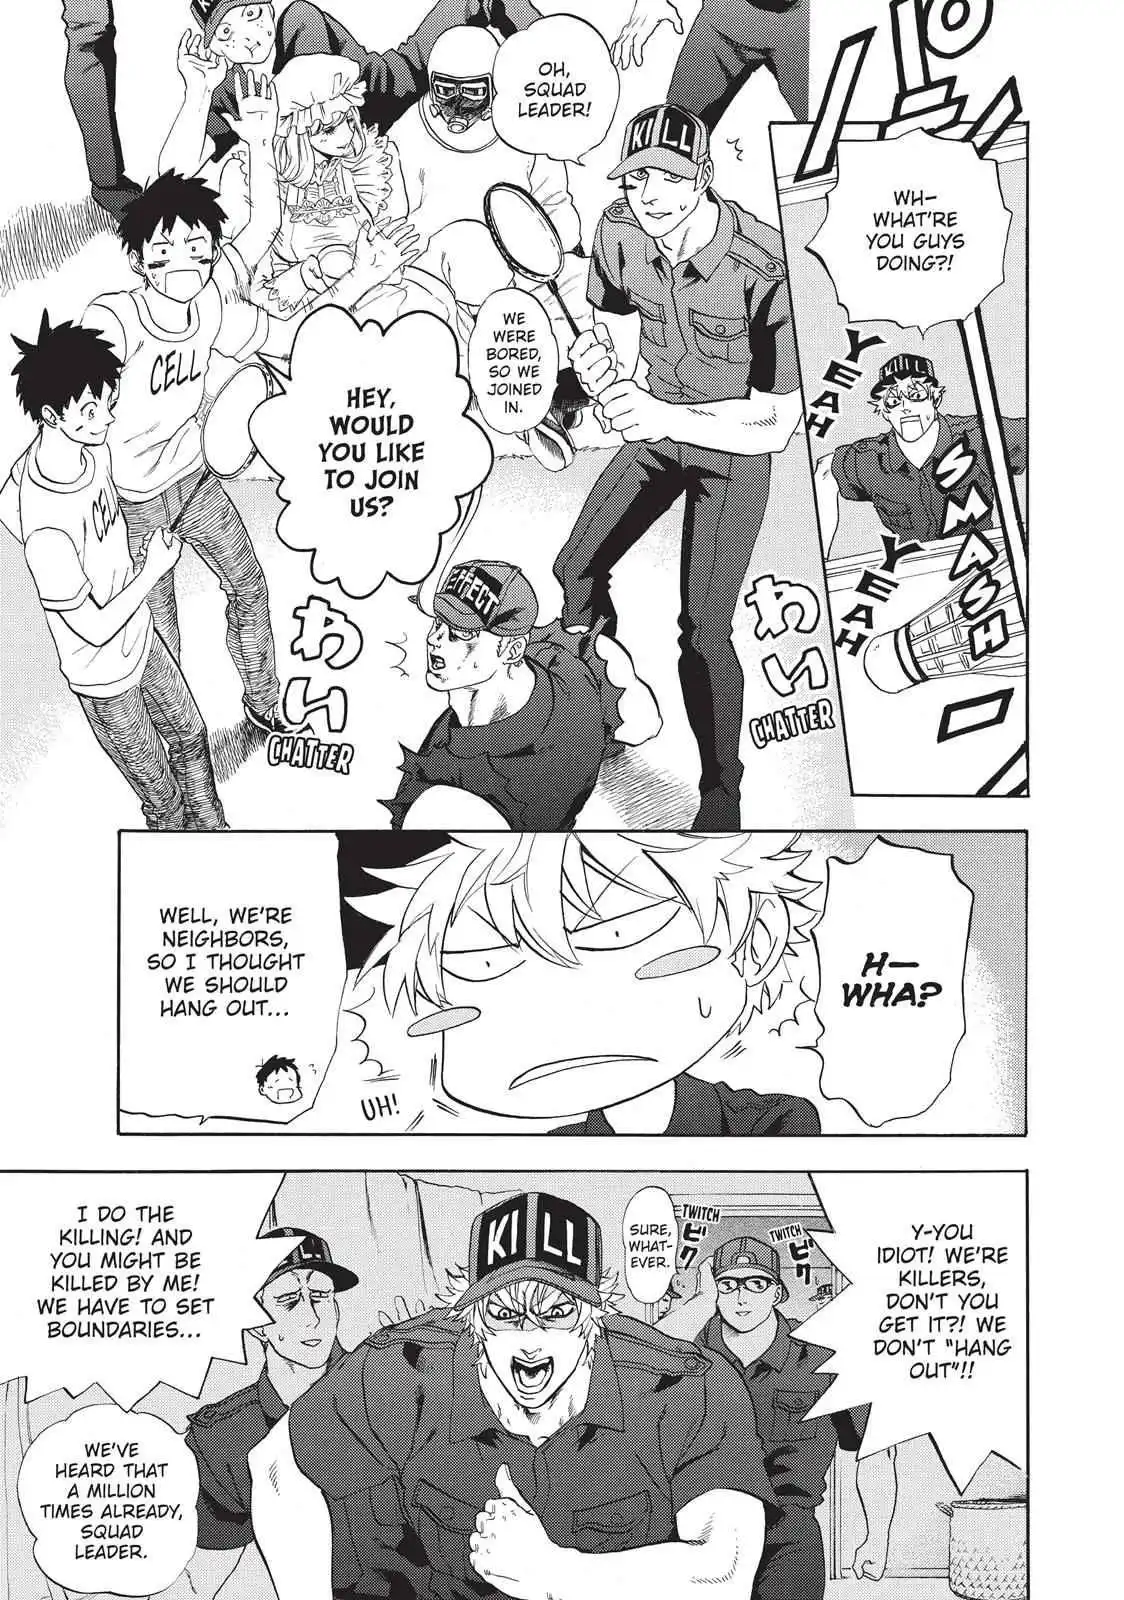 WH-
WHAT'RE
YOU GUYS
DOING?!
YEAH
YEAH
SMASH
KILL
OH,
SQUAD
LEADER!
KILL
WE
WERE
BORED,
SO WE
JOINED
IN.
HEY,
WOULD
YOU LIKE
TO JOIN
US?
CELL
CELL
EFFECT
わい
CHATTER
わい
CHATTER
H—
WHA?
WELL, WE'RE
NEIGHBORS,
SO I THOUGHT
WE SHOULD
HANG OUT...
UH!
Y-YOU
IDIOT! WE'RE
KILLERS,
DON'T YOU
GET IT?! WE
DON'T "HANG
OUT"!!
TWITCH
ビク
TWITCH
ビク
SURE,
WHAT-
EVER.
KILL
I DO THE
KILLING! AND
YOU MIGHT BE
KILLED BY ME!
WE HAVE TO SET
BOUNDARIES...
WE'VE
HEARD THAT
A MILLION
TIMES ALREADY,
SQUAD
LEADER.